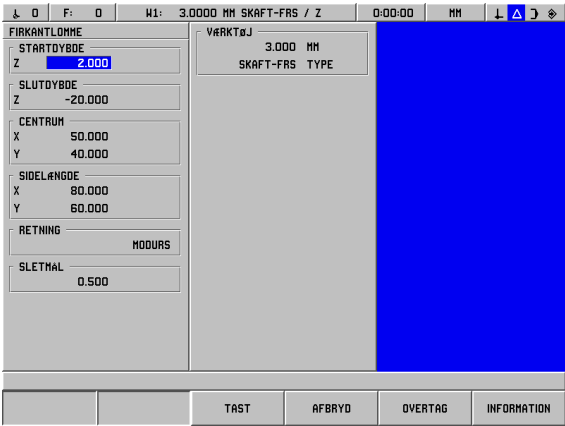 0 F: 0 W1: 3.0000 MM SKAFT-FRS / Z 0:00:00 MM
FIRKANTLOMME
STARTDYBDE
Z 2.000
SLUTDYBDE
Z -20.000
CENTRUM
X 50.000
Y 40.000
SIDELÆNGDE
X 80.000
Y 60.000
RETNING
MODURS
SLETMÅL
0.500
VÆRKTØJ
3.000 MM
SKAFT-FRS TYPE
TAST AFBRYD OVERTAG INFORMATION